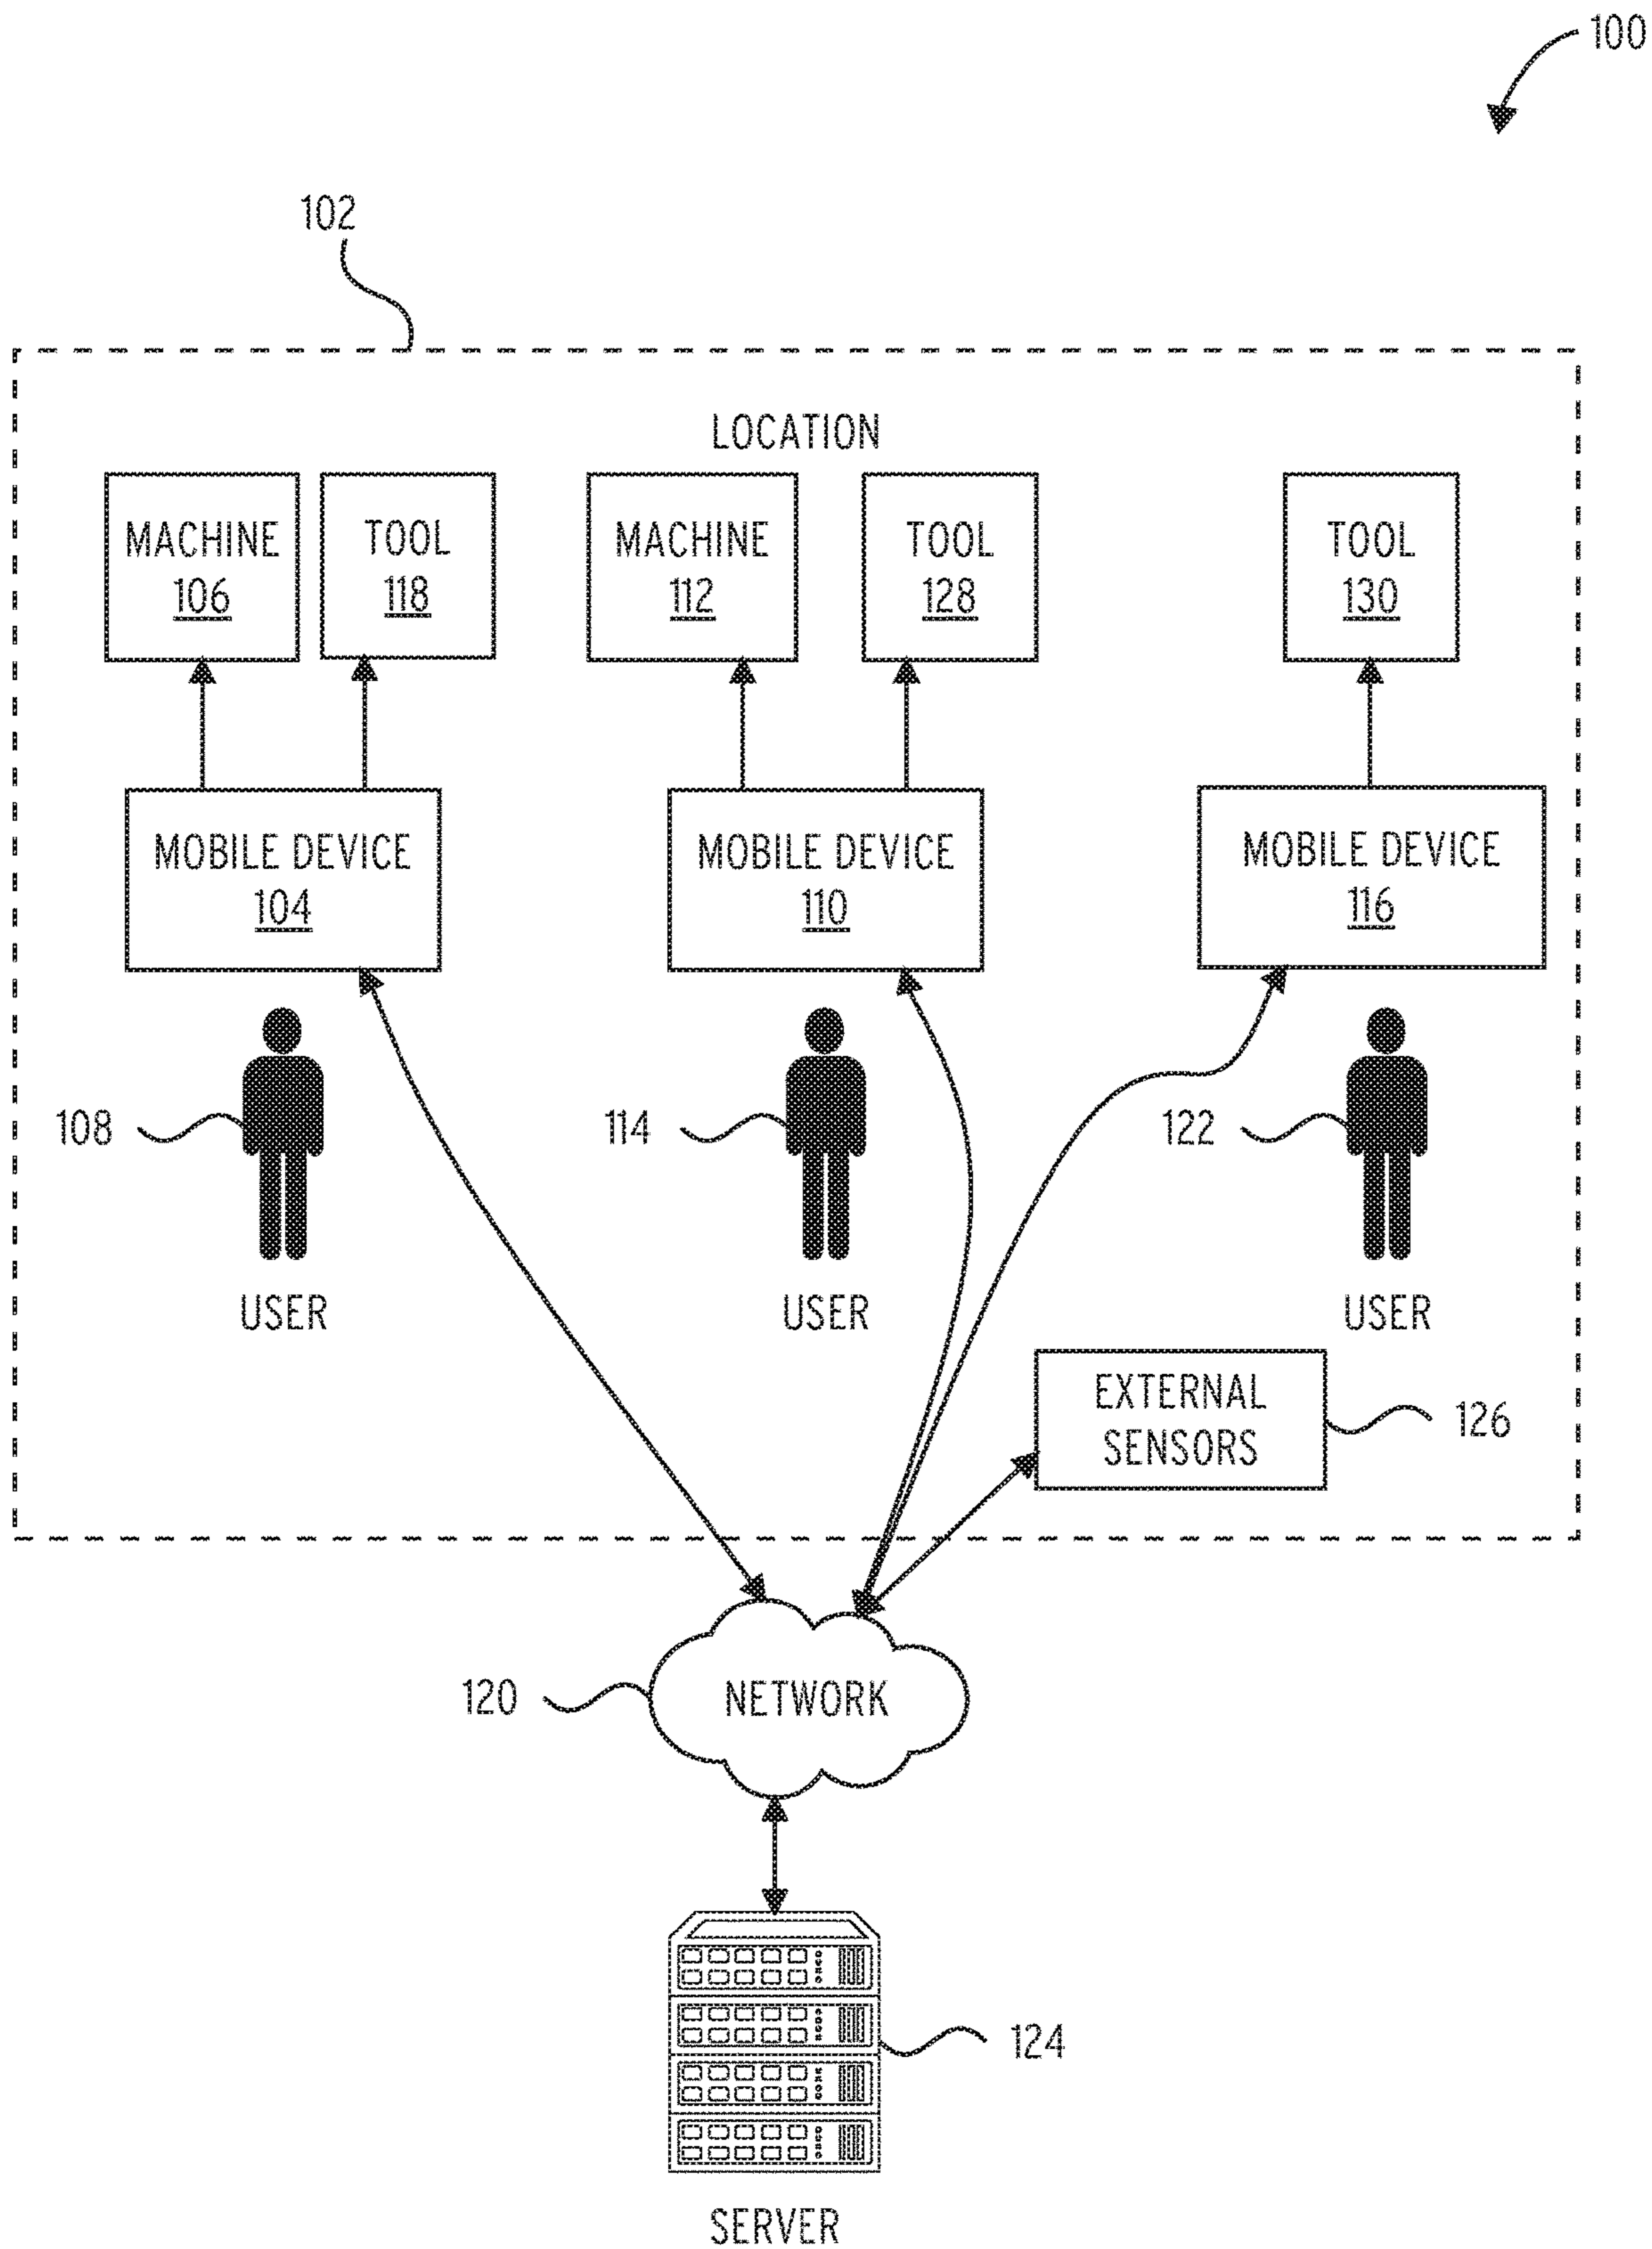 100
102
LOCATION
MACHINE
106
TOOL
118
MACHINE
112
TOOL
128
TOOL
130
MOBILE DEVICE
104
MOBILE DEVICE
110
MOBILE DEVICE
116
108
114
122
USER
USER
USER
EXTERNAL
SENSORS
126
120
NETWORK
124
SERVER